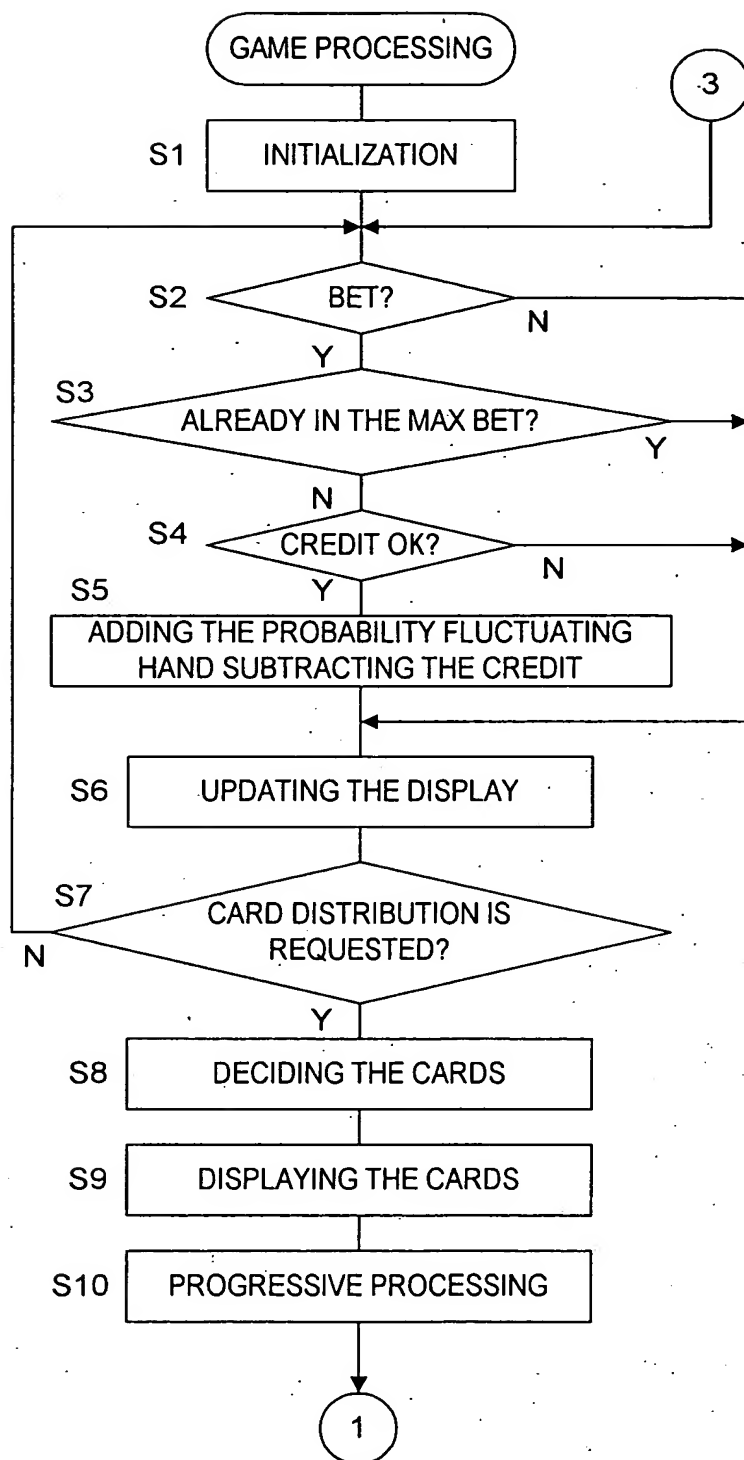 GAME PROCESSING
3
S1
INITIALIZATION
S2
BET?
N
Y
S3
ALREADY IN THE MAX BET?
Y
N
S4
CREDIT OK?
N
Y
S5
ADDING THE PROBABILITY FLUCTUATING
HAND SUBTRACTING THE CREDIT
S6
UPDATING THE DISPLAY
S7
CARD DISTRIBUTION IS
REQUESTED?
N
Y
S8
DECIDING THE CARDS
S9
DISPLAYING THE CARDS
S10
PROGRESSIVE PROCESSING
1